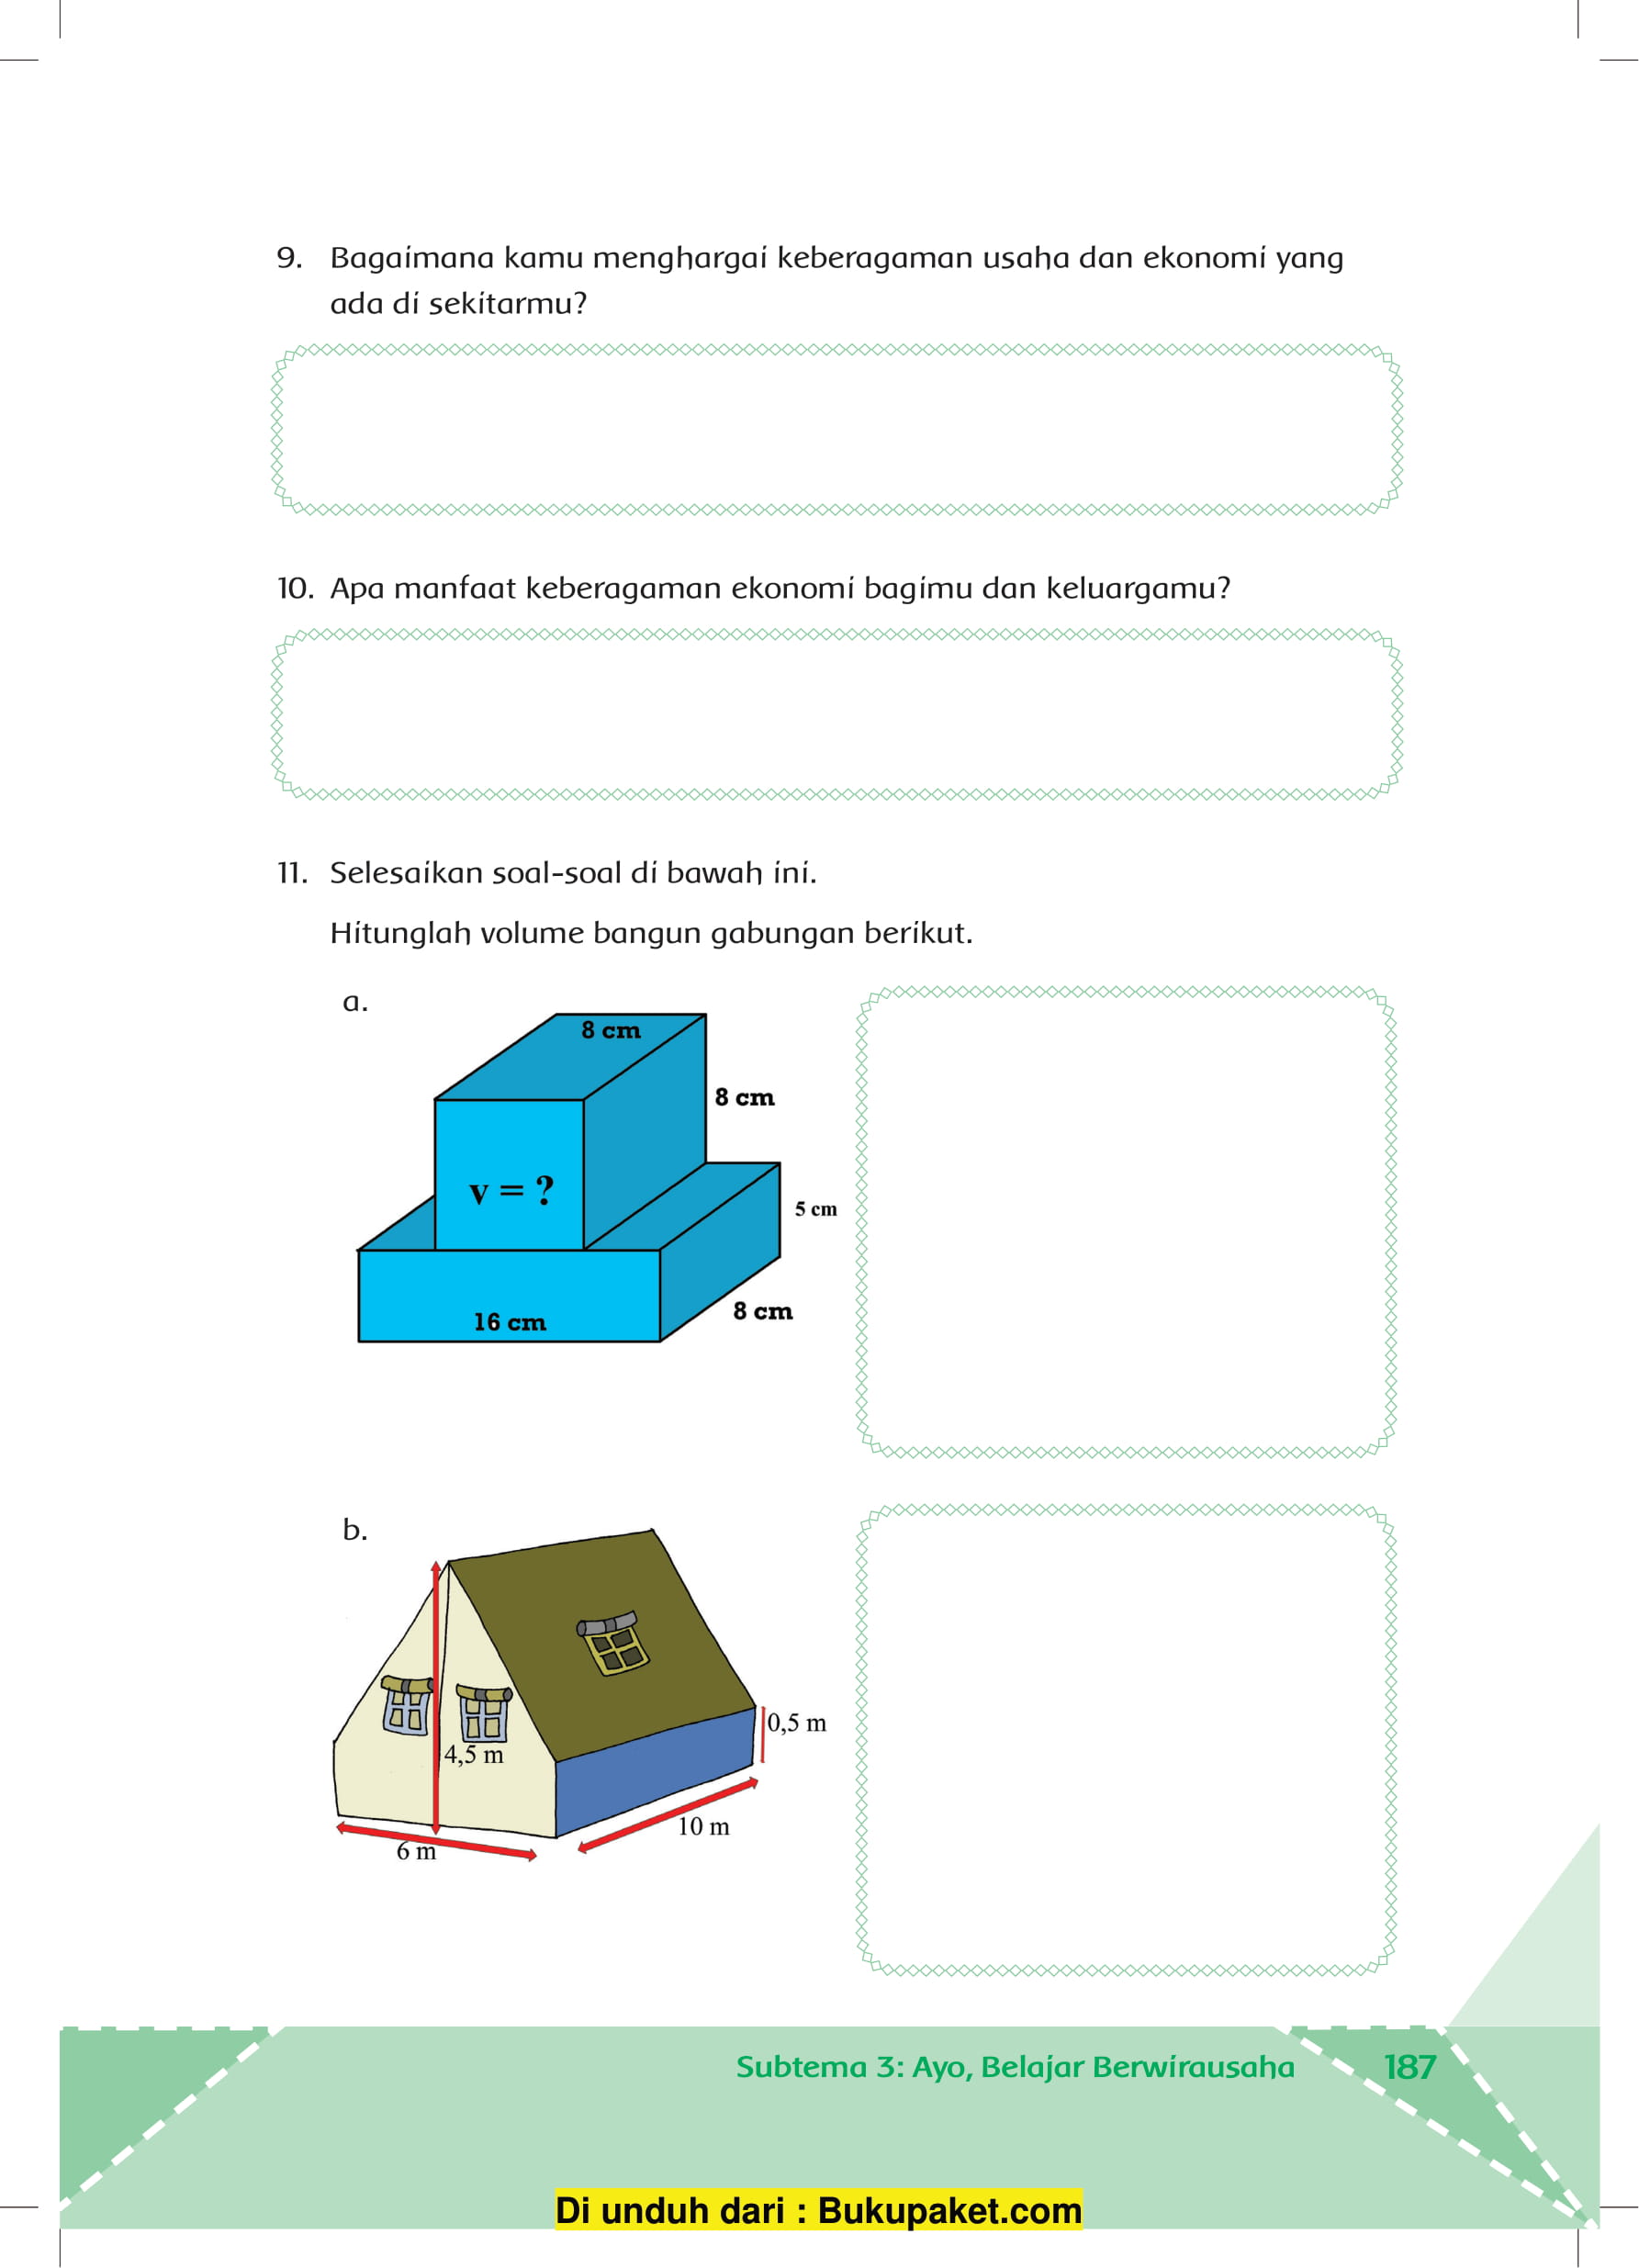 9. Bagaimana kamu menghargai keberagaman usaha dan ekonomi yang
ada di sekitarmu?
10. Apa manfaat keberagaman ekonomi bagimu dan keluargamu?
11. Selesaikan soal-soal di bawah ini.
Hitunglah volume bangun gabungan berikut.
a.
8 cm
8 cm
v = ?
5 cm
8 cm
16 cm
b.
0,5 m
4,5 m
10 m
6 m
Subtema 3: Ayo, Belajar Berwirausaha 187
Di unduh dari : Bukupaket.com